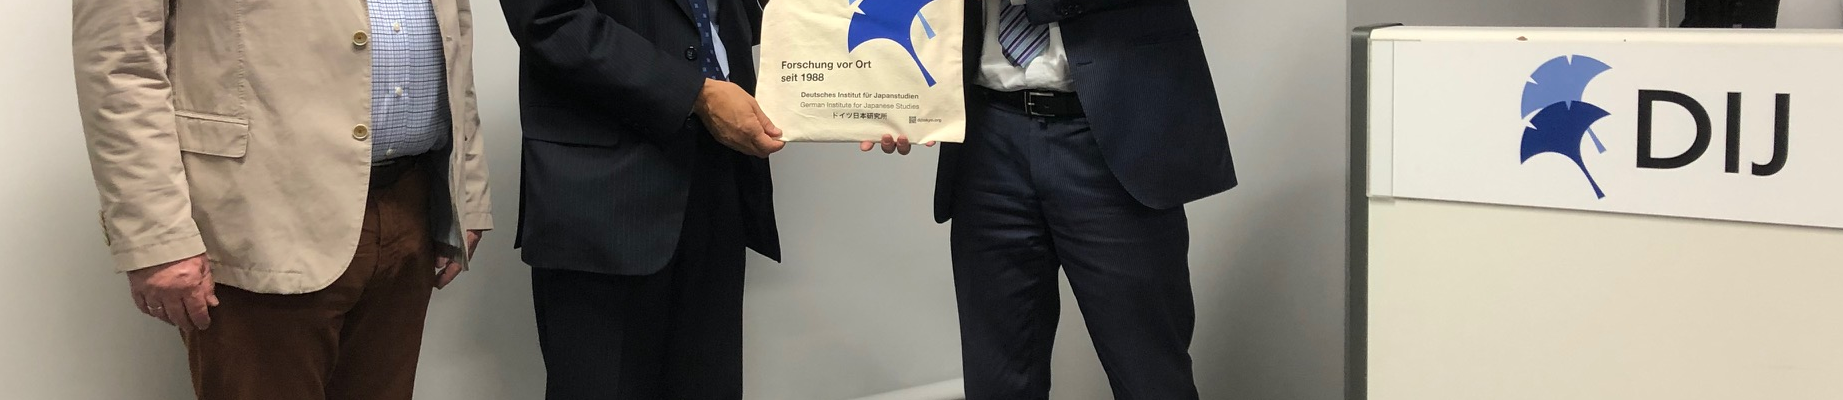 Forschung vor Ort
seit 1988
Deutsches Institut für Japanstudien
German Institute for Japanese Studies
ドイツ日本研究所
DIJ